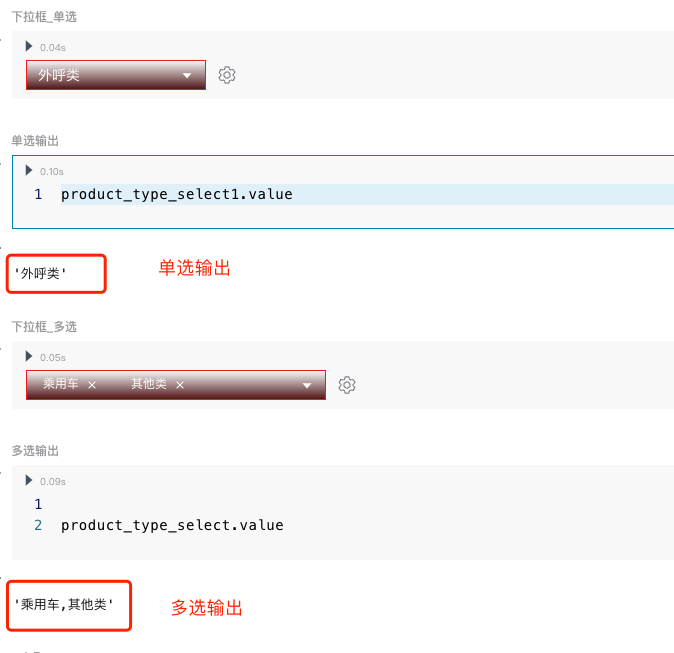 下拉框_单选
0.04s
外呼类
单选输出
0.10s
1 product_type_select1.value
'外呼类'
单选输出
下拉框_多选
0.05s
乘用车 × 其他类 ×
多选输出
0.09s
1
2 product_type_select.value
'乘用车,其他类'
多选输出